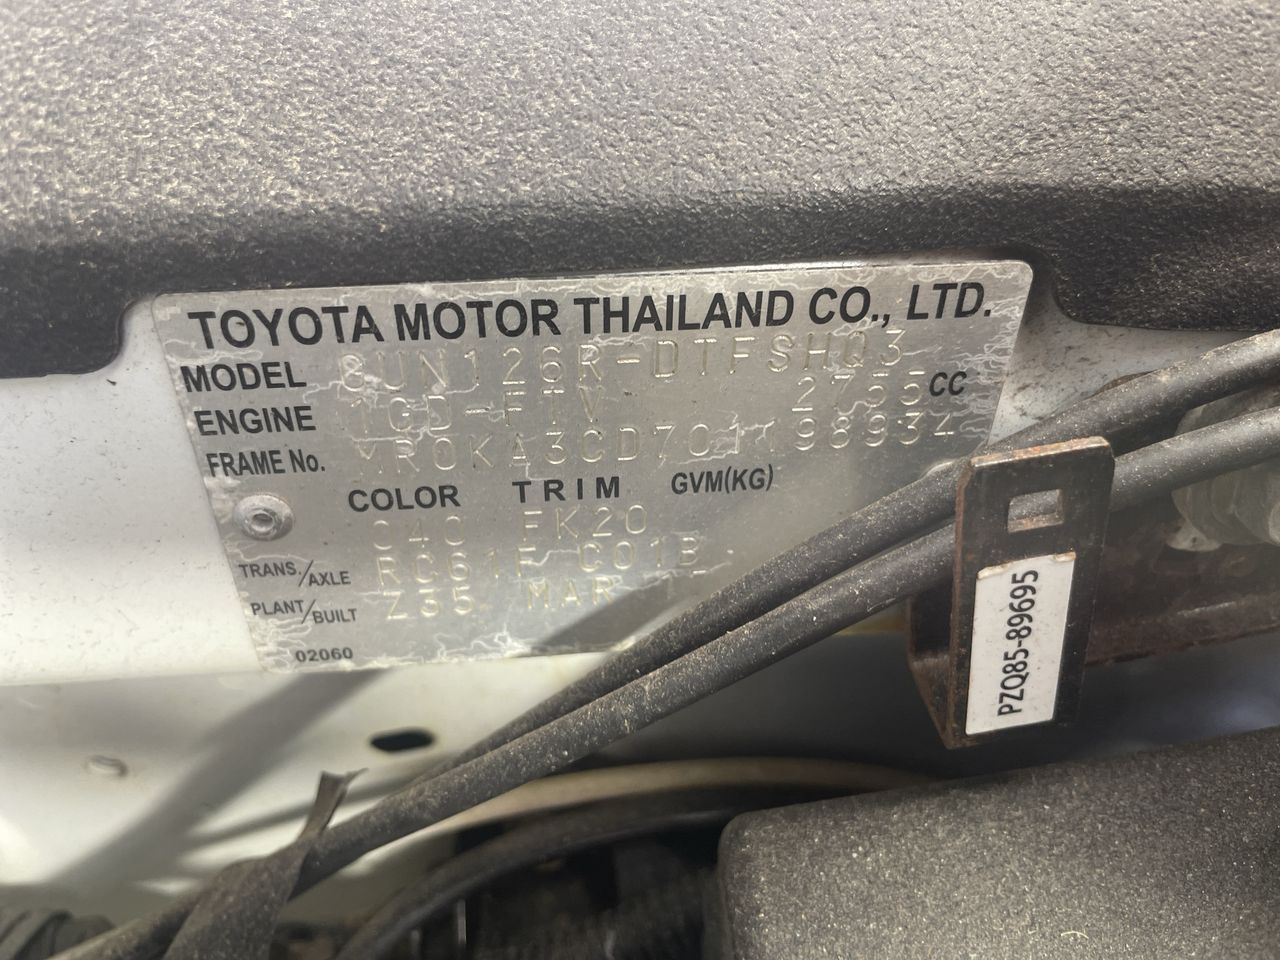 TOYOTA MOTOR THAILAND CO., LTD.
MODEL GUN126R-DTFSHQ3
ENGINE 1GD-FTV 2755 CC
FRAME No. MR0KA3CD701198934
COLOR TRIM GVM(KG)
040 FK20
TRANS./AXLE RC61F C01B
PLANT/BUILT Z35 MAR
02060
PZQ85-89695